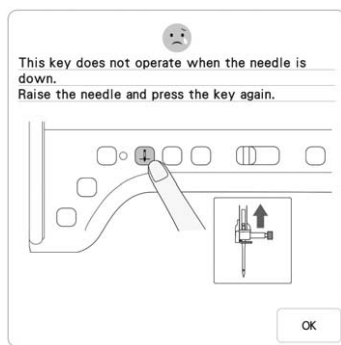 This key does not operate when the needle is
down.
Raise the needle and press the key again.
OK